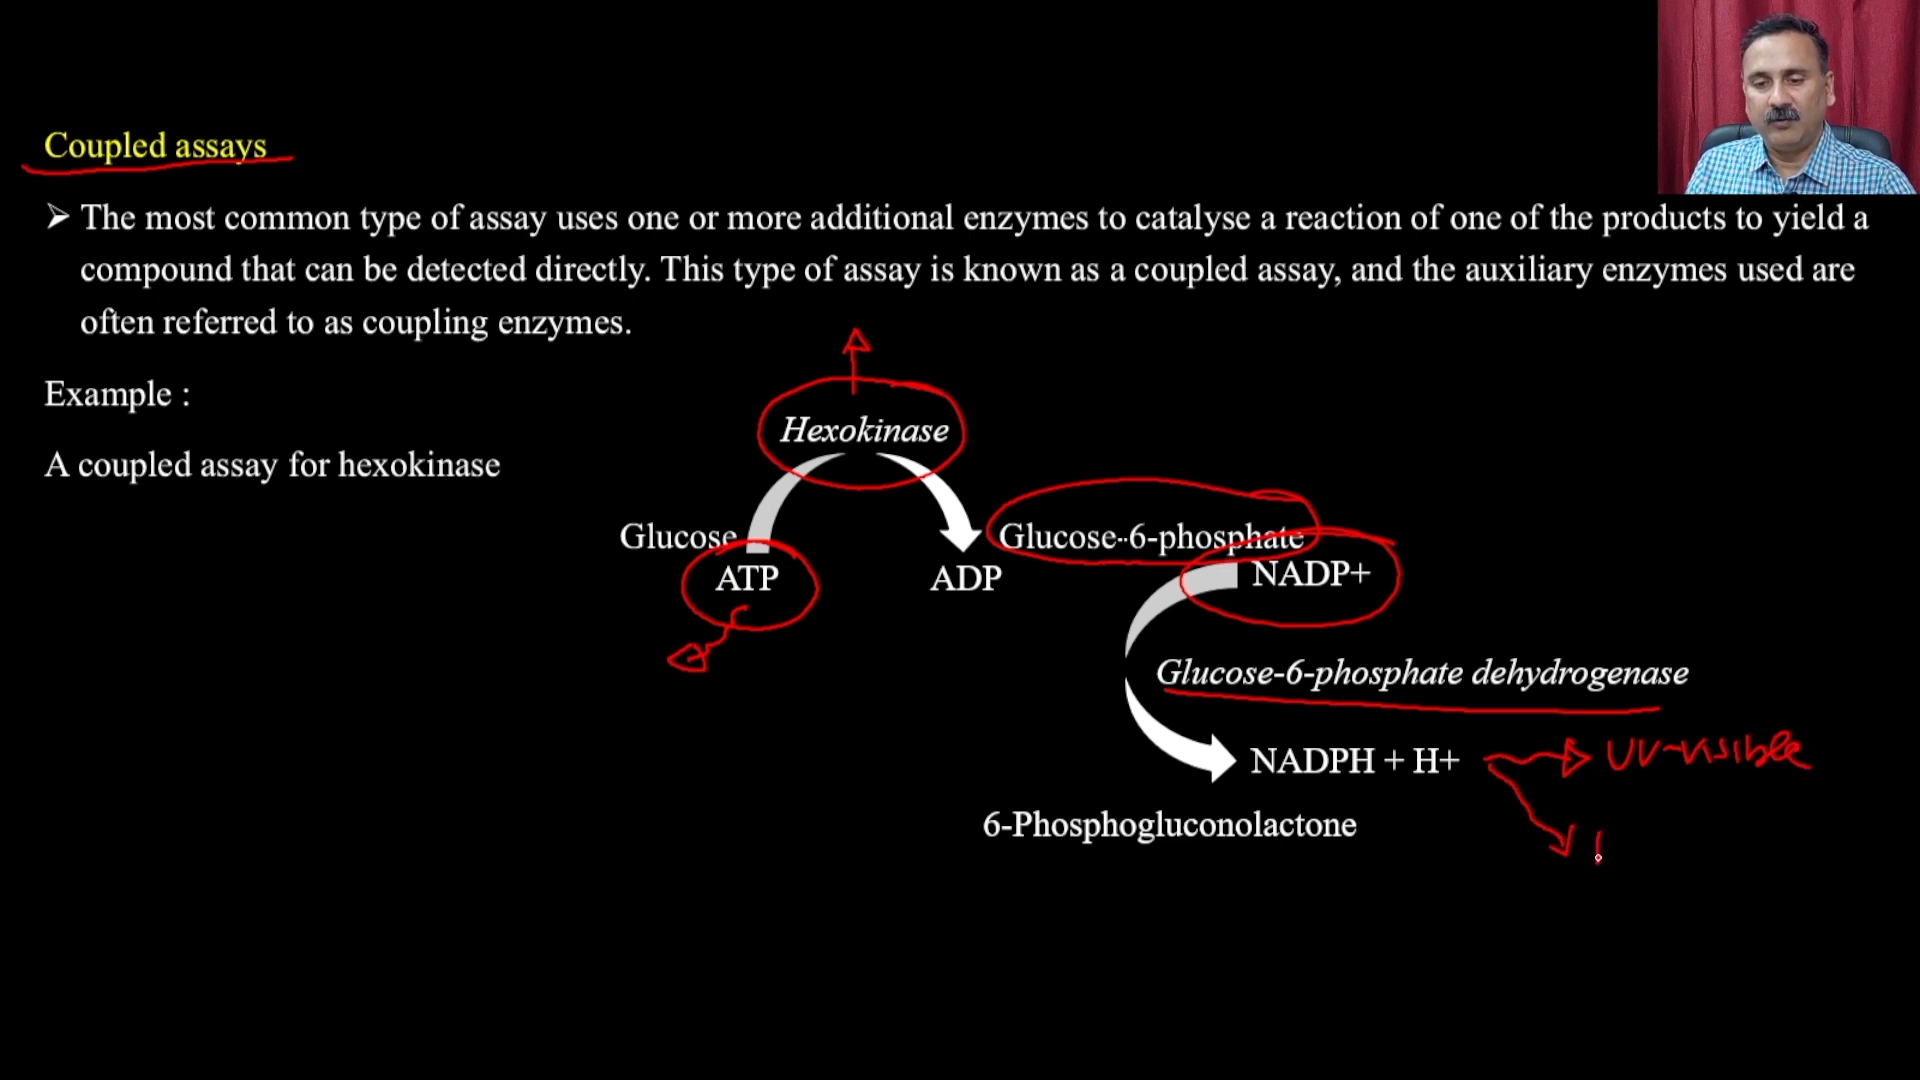 Coupled assays
➤ The most common type of assay uses one or more additional enzymes to catalyse a reaction of one of the products to yield a
compound that can be detected directly. This type of assay is known as a coupled assay, and the auxiliary enzymes used are
often referred to as coupling enzymes.
Example :
Hexokinase
A coupled assay for hexokinase
Glucose
Glucose-6-phosphate
ATP
ADP
NADP+
Glucose-6-phosphate dehydrogenase
NADPH + H+
UV-visible
6-Phosphogluconolactone